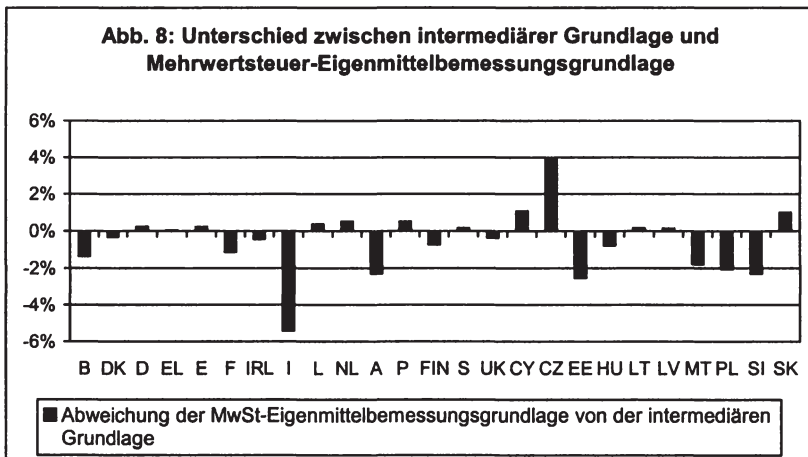 Abb. 8: Unterschied zwischen intermediärer Grundlage und
Mehrwertsteuer-Eigenmittelbemessungsgrundlage
6%
4%
2%
0%
-2%
-4%
-6%
B DK D EL E F IRL I L NL A P FIN S UK CY CZ EE HU LT LV MT PL SI SK
Abweichung der MwSt-Eigenmittelbemessungsgrundlage von der intermediären
Grundlage